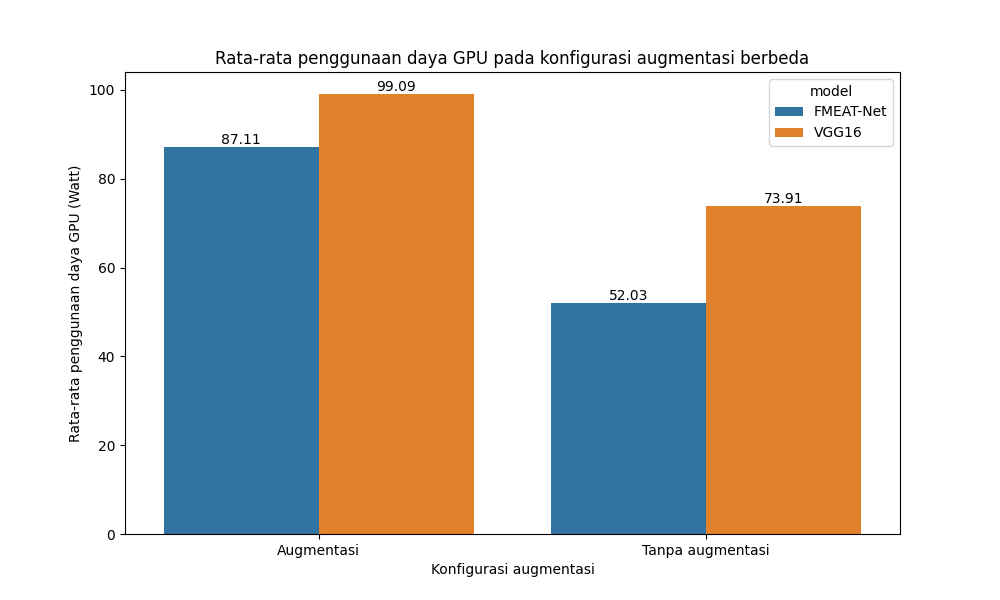 Rata-rata penggunaan daya GPU pada konfigurasi augmentasi berbeda
model
FMEAT-Net
VGG16
Rata-rata penggunaan daya GPU (Watt)
100
80
60
40
20
0
87.11
99.09
52.03
73.91
Augmentasi
Tanpa augmentasi
Konfigurasi augmentasi